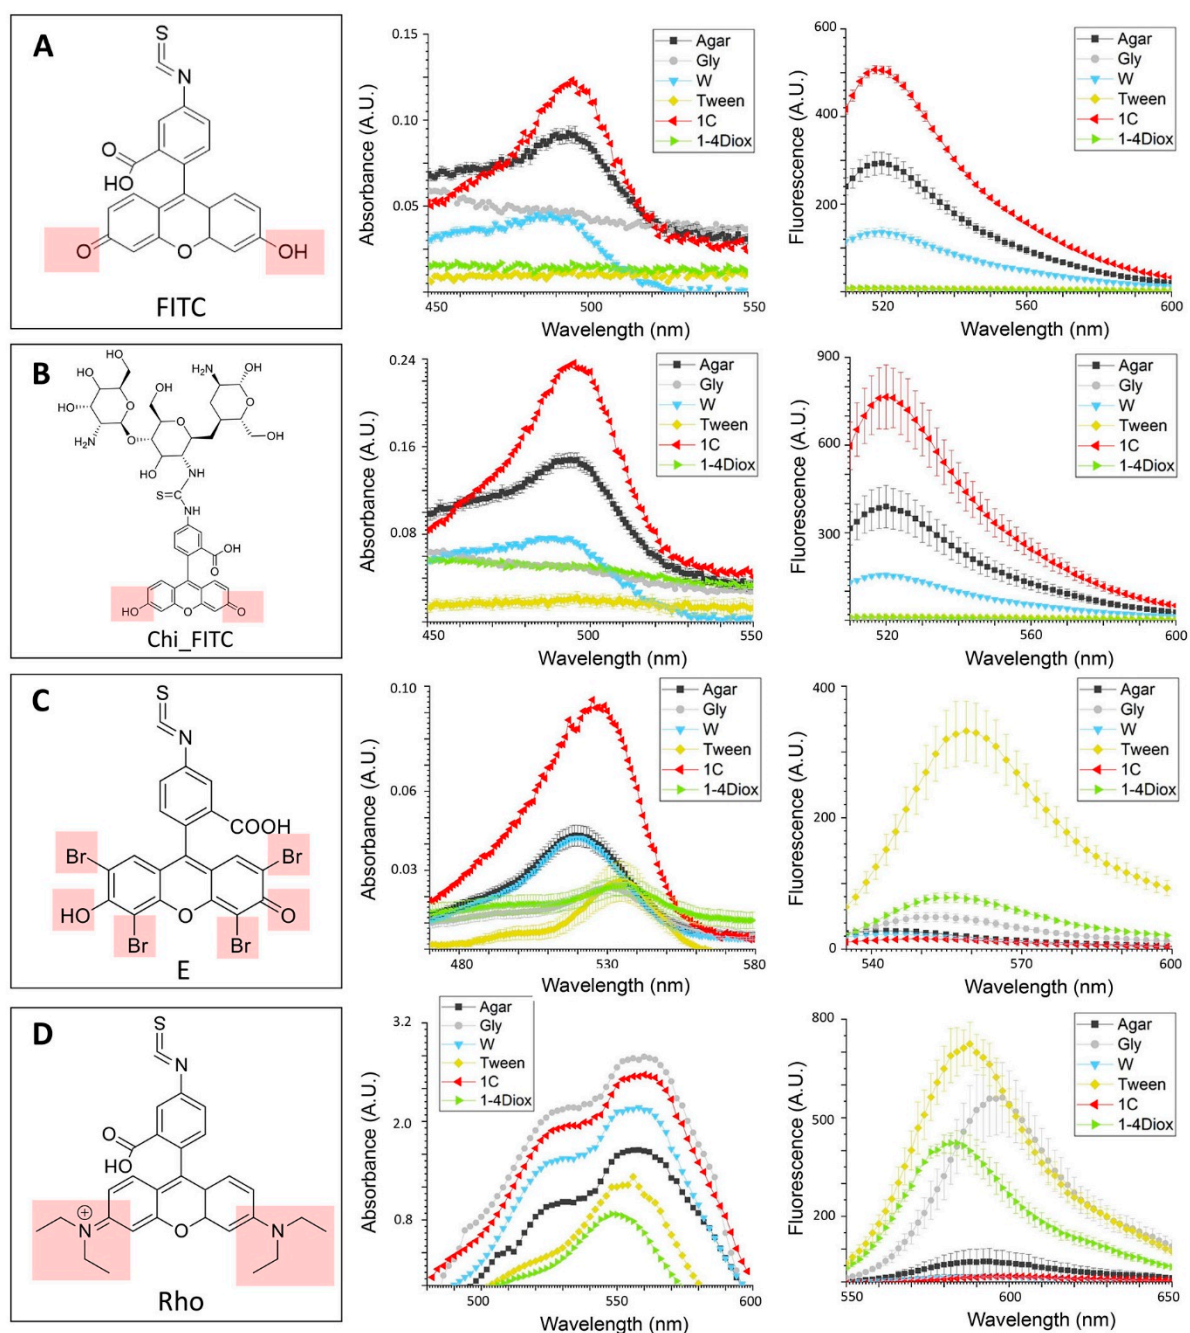 A
S
N
O
HO
O
O
OH
FITC
0.15
0.10
0.05
Absorbance (A.U.)
Agar
Gly
W
Tween
1C
1-4Diox
450
500
550
Wavelength (nm)
600
400
200
Fluorescence (A.U.)
Agar
Gly
W
Tween
1C
1-4Diox
520
560
600
Wavelength (nm)
B
HO
HO
HO
O
HO
H₂N
O
HO
O
O
H₂N
OH
O
OH
HO
NH
S
NH
OH
O
HO
O
O
Chi_FITC
0.24
0.16
0.08
Absorbance (A.U.)
Agar
Gly
W
Tween
1C
1-4Diox
450
500
550
Wavelength (nm)
900
600
300
Fluorescence (A.U.)
Agar
Gly
W
Tween
1C
1-4Diox
520
560
600
Wavelength (nm)
C
S
N
COOH
Br
Br
HO
O
O
Br
Br
E
0.10
0.06
0.03
Absorbance (A.U.)
Agar
Gly
W
Tween
1C
1-4Diox
480
530
580
Wavelength (nm)
400
200
0
Fluorescence (A.U.)
Agar
Gly
W
Tween
1C
1-4Diox
540
570
600
Wavelength (nm)
D
S
N
O
HO
N
+
O
N
Rho
3.2
2.0
0.8
Absorbance (A.U.)
Agar
Gly
W
Tween
1C
1-4Diox
500
550
600
Wavelength (nm)
800
500
200
Fluorescence (A.U.)
Agar
Gly
W
Tween
1C
1-4Diox
550
600
650
Wavelength (nm)